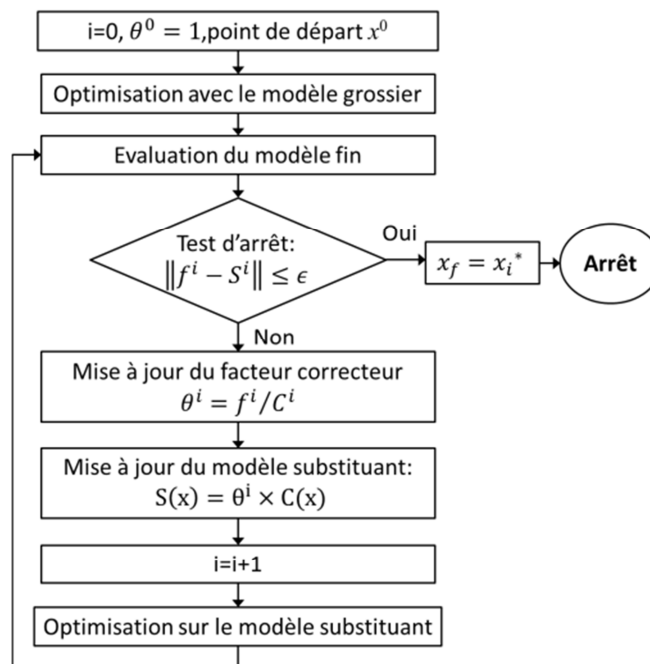 i=0, θ⁰ = 1,point de départ x⁰
Optimisation avec le modèle grossier
Evaluation du modèle fin
Test d’arrêt:
‖fⁱ − Sⁱ‖ ≤ ϵ
Oui
x_f = x_i*
Arrêt
Non
Mise à jour du facteur correcteur
θⁱ = fⁱ/Cⁱ
Mise à jour du modèle substituant:
S(x) = θⁱ × C(x)
i=i+1
Optimisation sur le modèle substituant